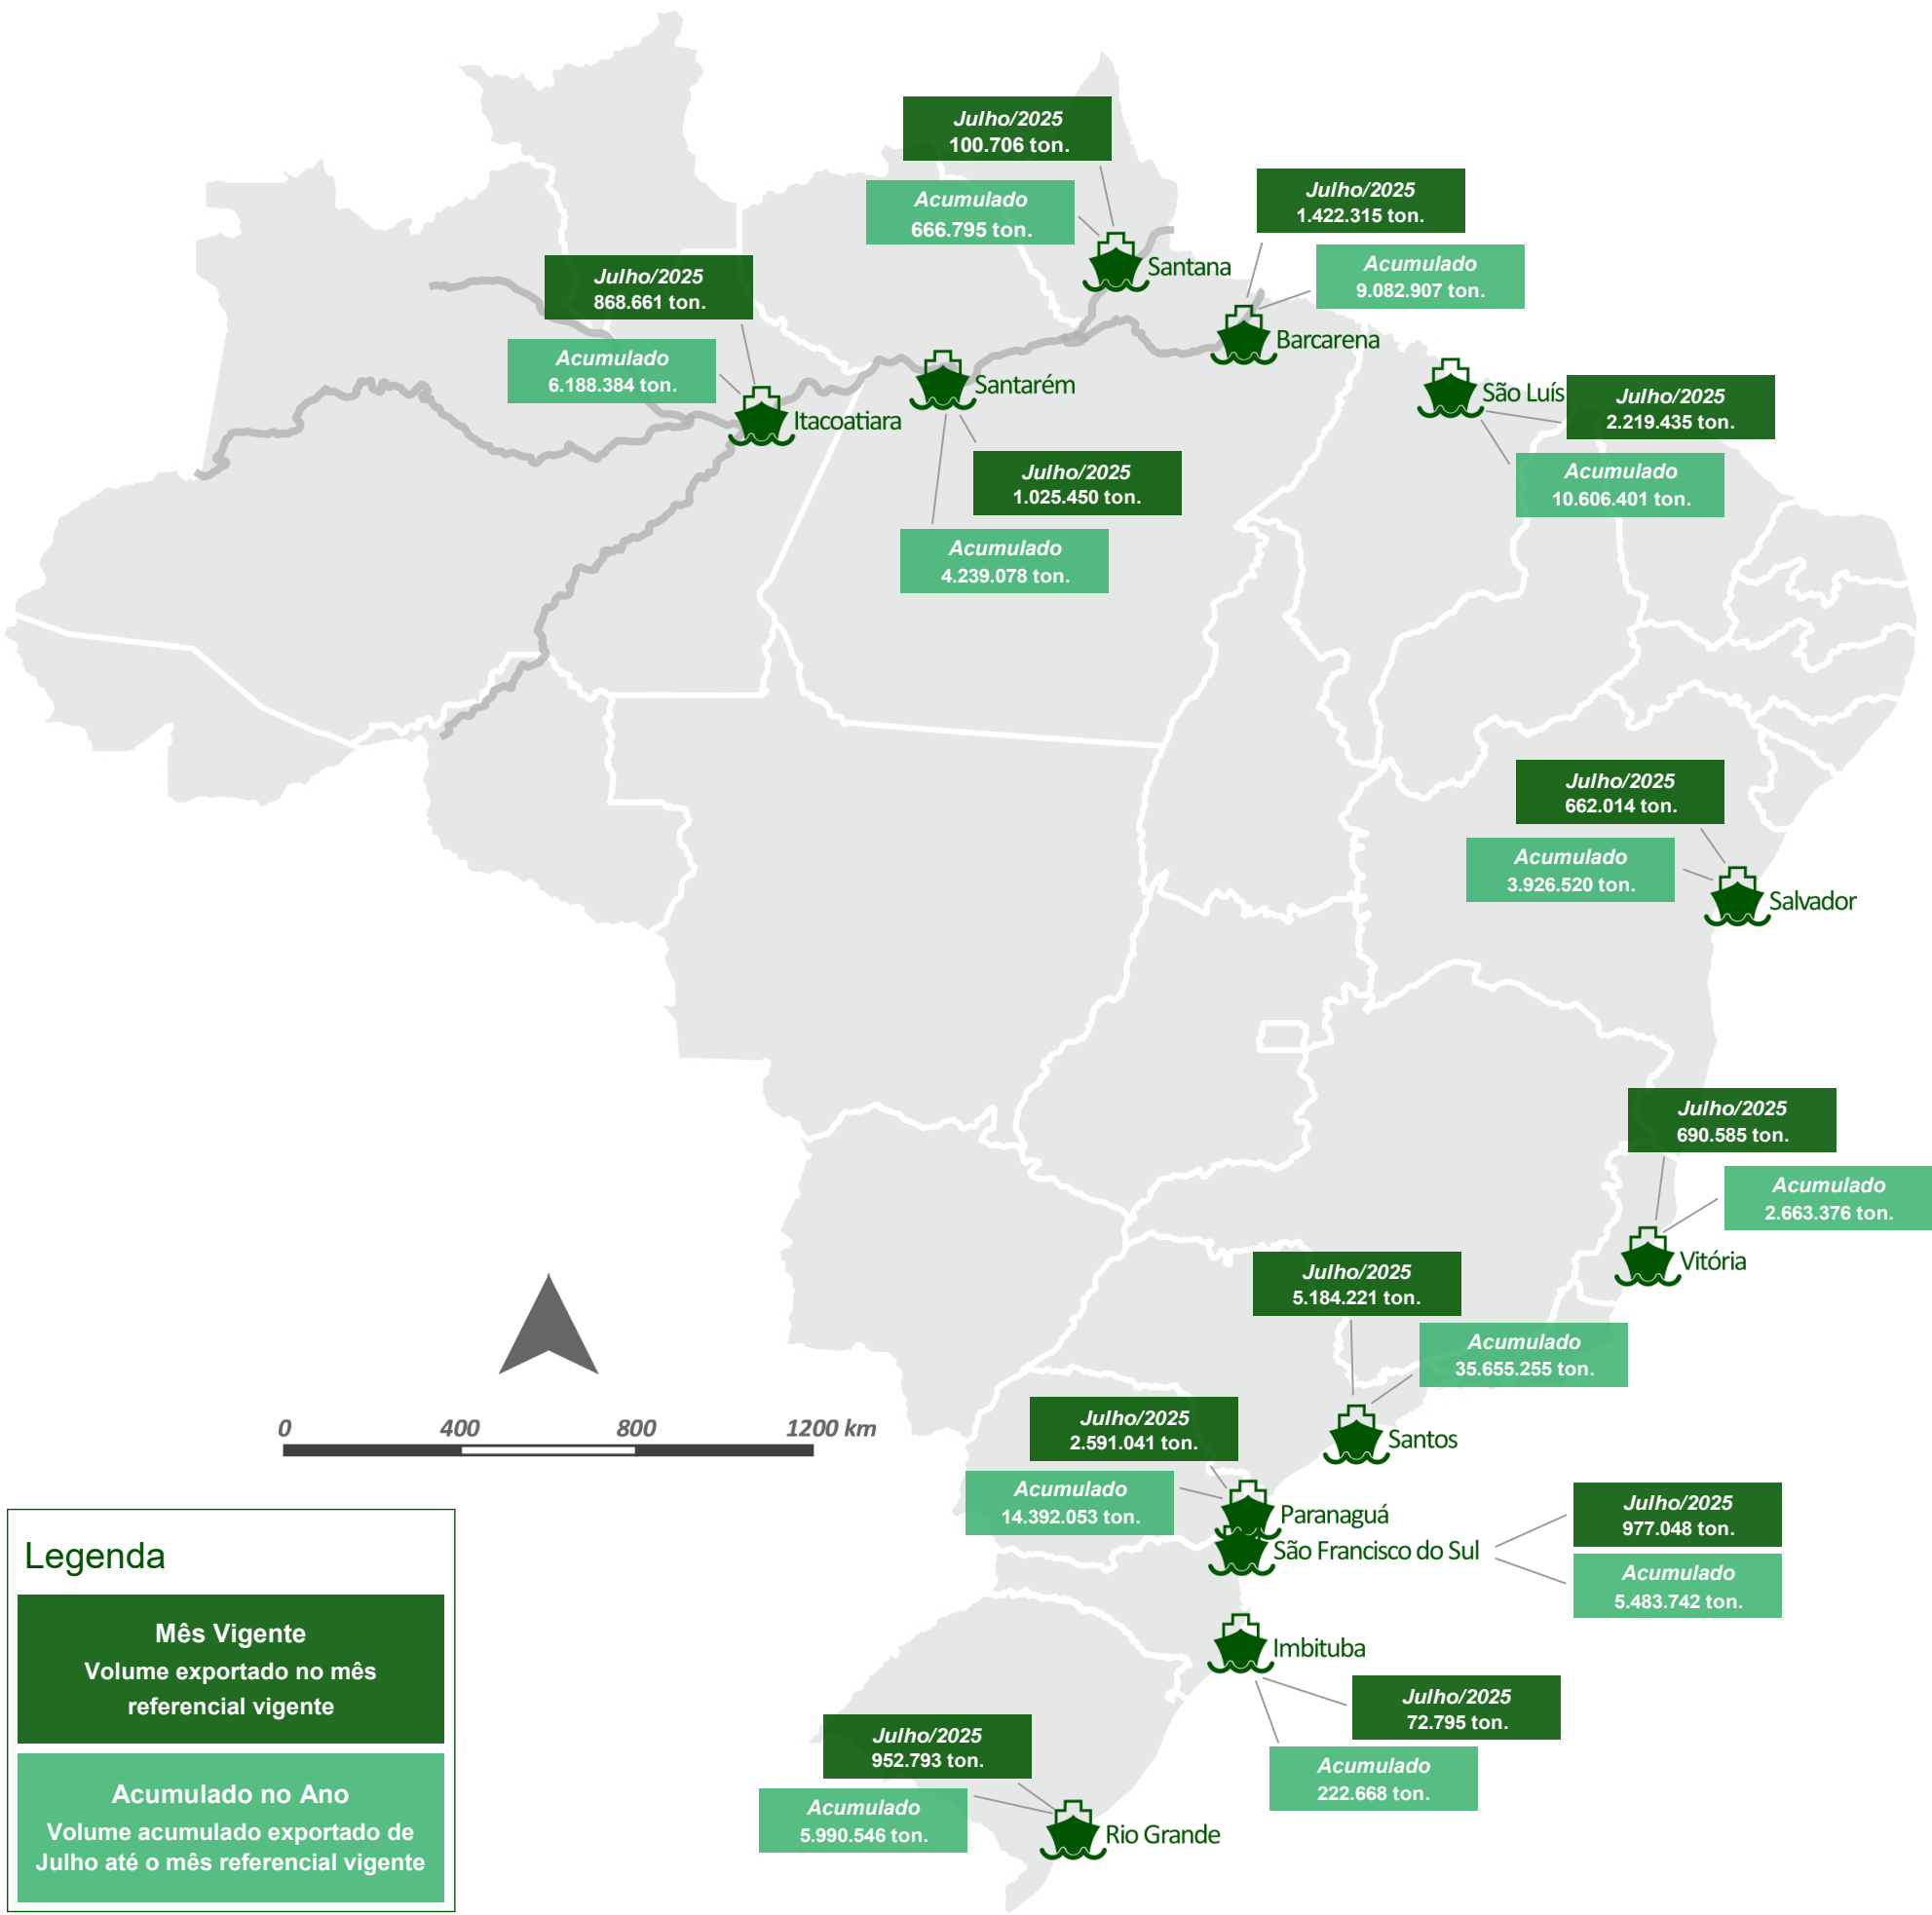 Julho/2025
100.706 ton.
Acumulado
666.795 ton.
Santana
Julho/2025
1.422.315 ton.
Acumulado
9.082.907 ton.
Barcarena
Julho/2025
868.661 ton.
Acumulado
6.188.384 ton.
Itacoatiara
Santarém
Julho/2025
1.025.450 ton.
Acumulado
4.239.078 ton.
São Luís
Julho/2025
2.219.435 ton.
Acumulado
10.606.401 ton.
Julho/2025
662.014 ton.
Acumulado
3.926.520 ton.
Salvador
Julho/2025
690.585 ton.
Acumulado
2.663.376 ton.
Vitória
Julho/2025
5.184.221 ton.
Acumulado
35.655.255 ton.
Santos
Julho/2025
2.591.041 ton.
Acumulado
14.392.053 ton.
Paranaguá
São Francisco do Sul
Julho/2025
977.048 ton.
Acumulado
5.483.742 ton.
Imbituba
Julho/2025
72.795 ton.
Acumulado
222.668 ton.
Julho/2025
952.793 ton.
Acumulado
5.990.546 ton.
Rio Grande
0 400 800 1200 km
Legenda
Mês Vigente
Volume exportado no mês
referencial vigente
Acumulado no Ano
Volume acumulado exportado de
Julho até o mês referencial vigente